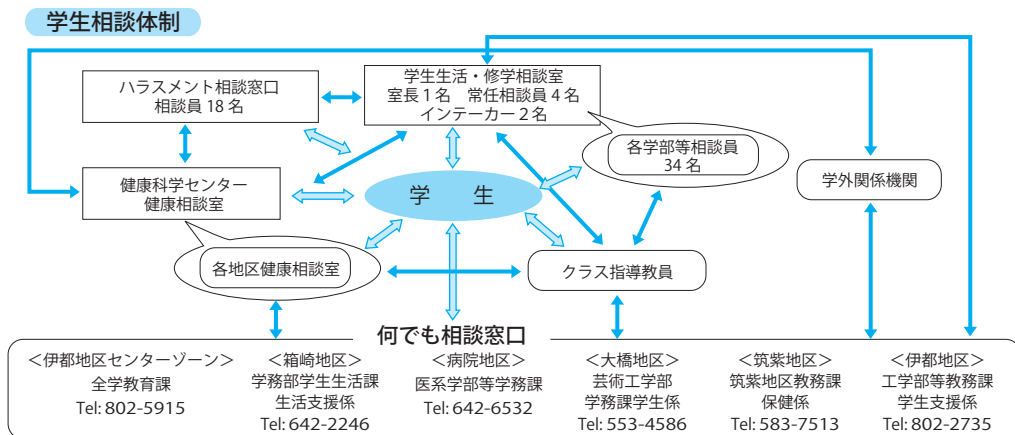 学生相談体制
ハラスメント相談窓口
相談員 18 名
学生生活・修学相談室
室長 1 名　常任相談員 4 名
インテーカー 2 名
各学部等相談員
34 名
健康科学センター
健康相談室
学　生
学外関係機関
各地区健康相談室
クラス指導教員
何でも相談窓口
＜伊都地区センターゾーン＞
全学教育課
Tel: 802-5915
＜箱崎地区＞
学務部学生生活課
生活支援係
Tel: 642-2246
＜病院地区＞
医系学部等学務課
Tel: 642-6532
＜大橋地区＞
芸術工学部
学務課学生係
Tel: 553-4586
＜筑紫地区＞
筑紫地区教務課
保健係
Tel: 583-7513
＜伊都地区＞
工学部等教務課
学生支援係
Tel: 802-2735